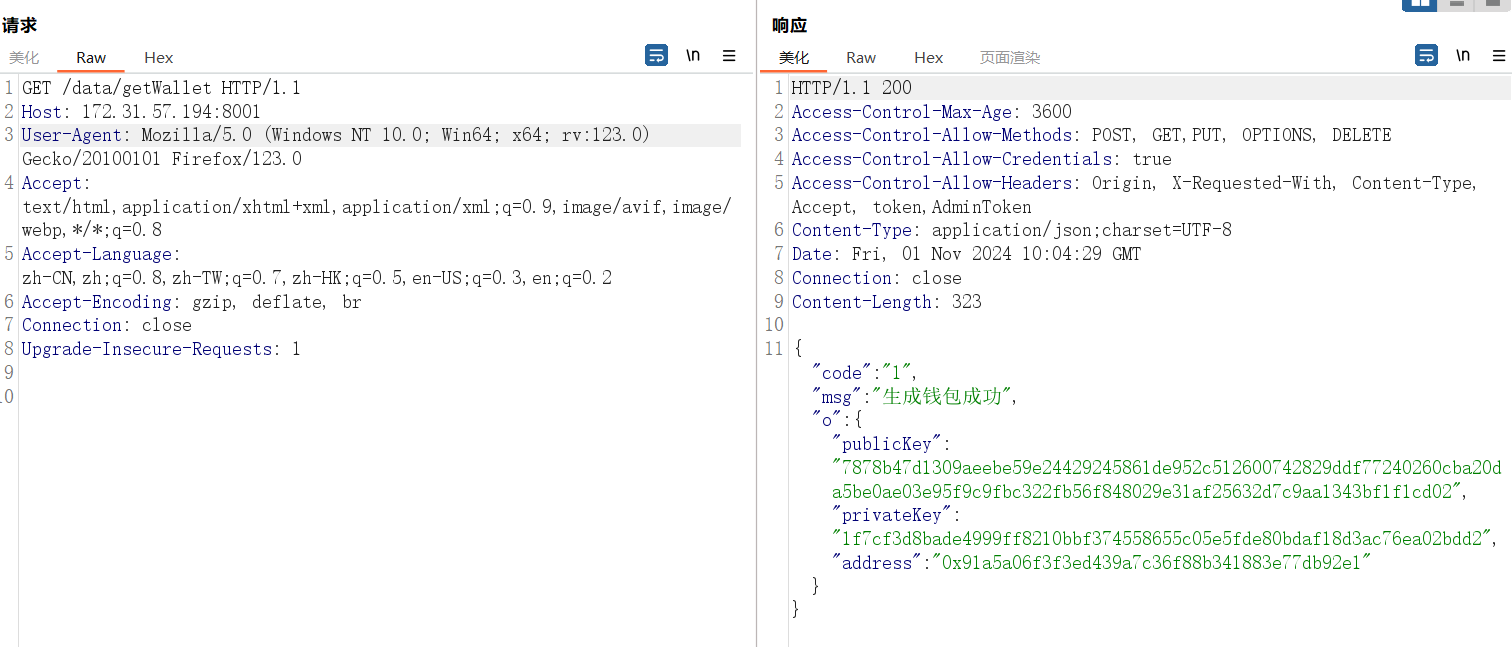 请求
美化 Raw Hex \n
1 GET /data/getWallet HTTP/1.1
2 Host: 172.31.57.194:8001
3 User-Agent: Mozilla/5.0 (Windows NT 10.0; Win64; x64; rv:123.0)
Gecko/20100101 Firefox/123.0
4 Accept:
text/html,application/xhtml+xml,application/xml;q=0.9,image/avif,image/
webp,*/*;q=0.8
5 Accept-Language:
zh-CN,zh;q=0.8,zh-TW;q=0.7,zh-HK;q=0.5,en-US;q=0.3,en;q=0.2
6 Accept-Encoding: gzip, deflate, br
7 Connection: close
8 Upgrade-Insecure-Requests: 1
9
.0
响应
美化 Raw Hex 页面渲染 \n
1 HTTP/1.1 200
2 Access-Control-Max-Age: 3600
3 Access-Control-Allow-Methods: POST, GET,PUT, OPTIONS, DELETE
4 Access-Control-Allow-Credentials: true
5 Access-Control-Allow-Headers: Origin, X-Requested-With, Content-Type,
Accept, token,AdminToken
6 Content-Type: application/json;charset=UTF-8
7 Date: Fri, 01 Nov 2024 10:04:29 GMT
8 Connection: close
9 Content-Length: 323
10
11 {
"code":"1",
"msg":"生成钱包成功",
"o":{
"publicKey":
"7878b47d1309aeebe59e24429245861de952c512600742829ddf77240260cba20d
a5be0ae03e95f9c9fbc322fb56f848029e31af25632d7c9aa1343bf1f1cd02",
"privateKey":
"1f7cf3d8bade4999ff8210bbf374558655c05e5fde80bdaf18d3ac76ea02bdd2",
"address":"0x91a5a06f3f3ed439a7c36f88b341883e77db92e1"
}
}